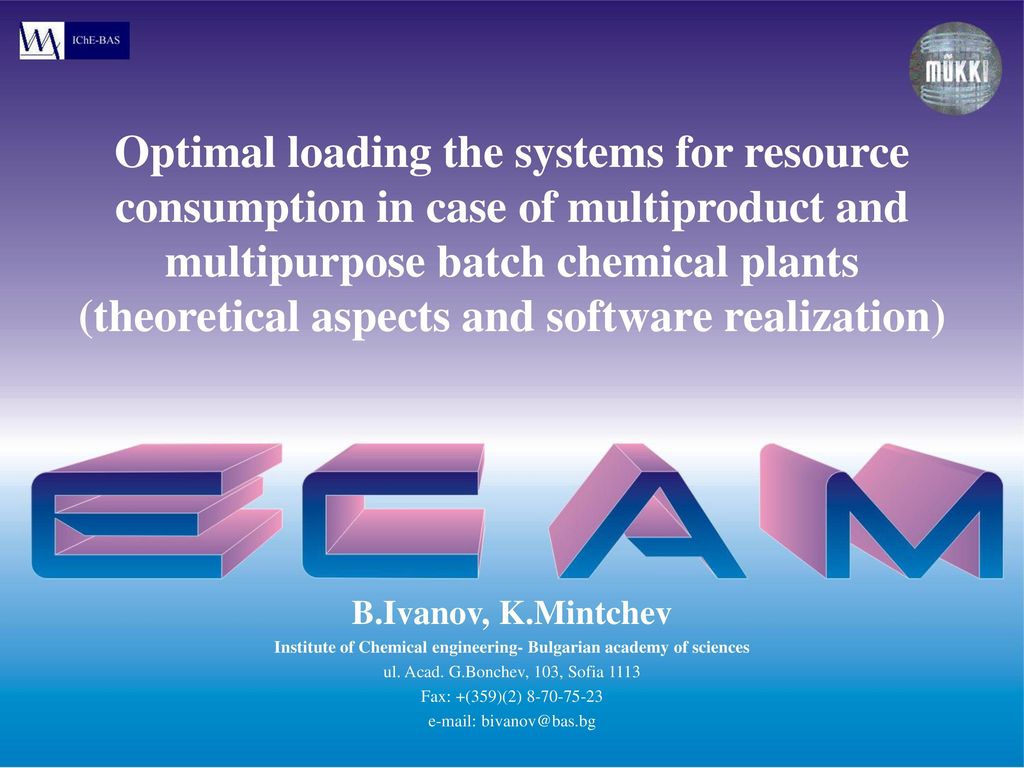 IChE-BAS
mũKKI
Optimal loading the systems for resource
consumption in case of multiproduct and
multipurpose batch chemical plants
(theoretical aspects and software realization)
ECAM
B.Ivanov, K.Mintchev
Institute of Chemical engineering- Bulgarian academy of sciences
ul. Acad. G.Bonchev, 103, Sofia 1113
Fax: +(359)(2) 8-70-75-23
e-mail: bivanov@bas.bg